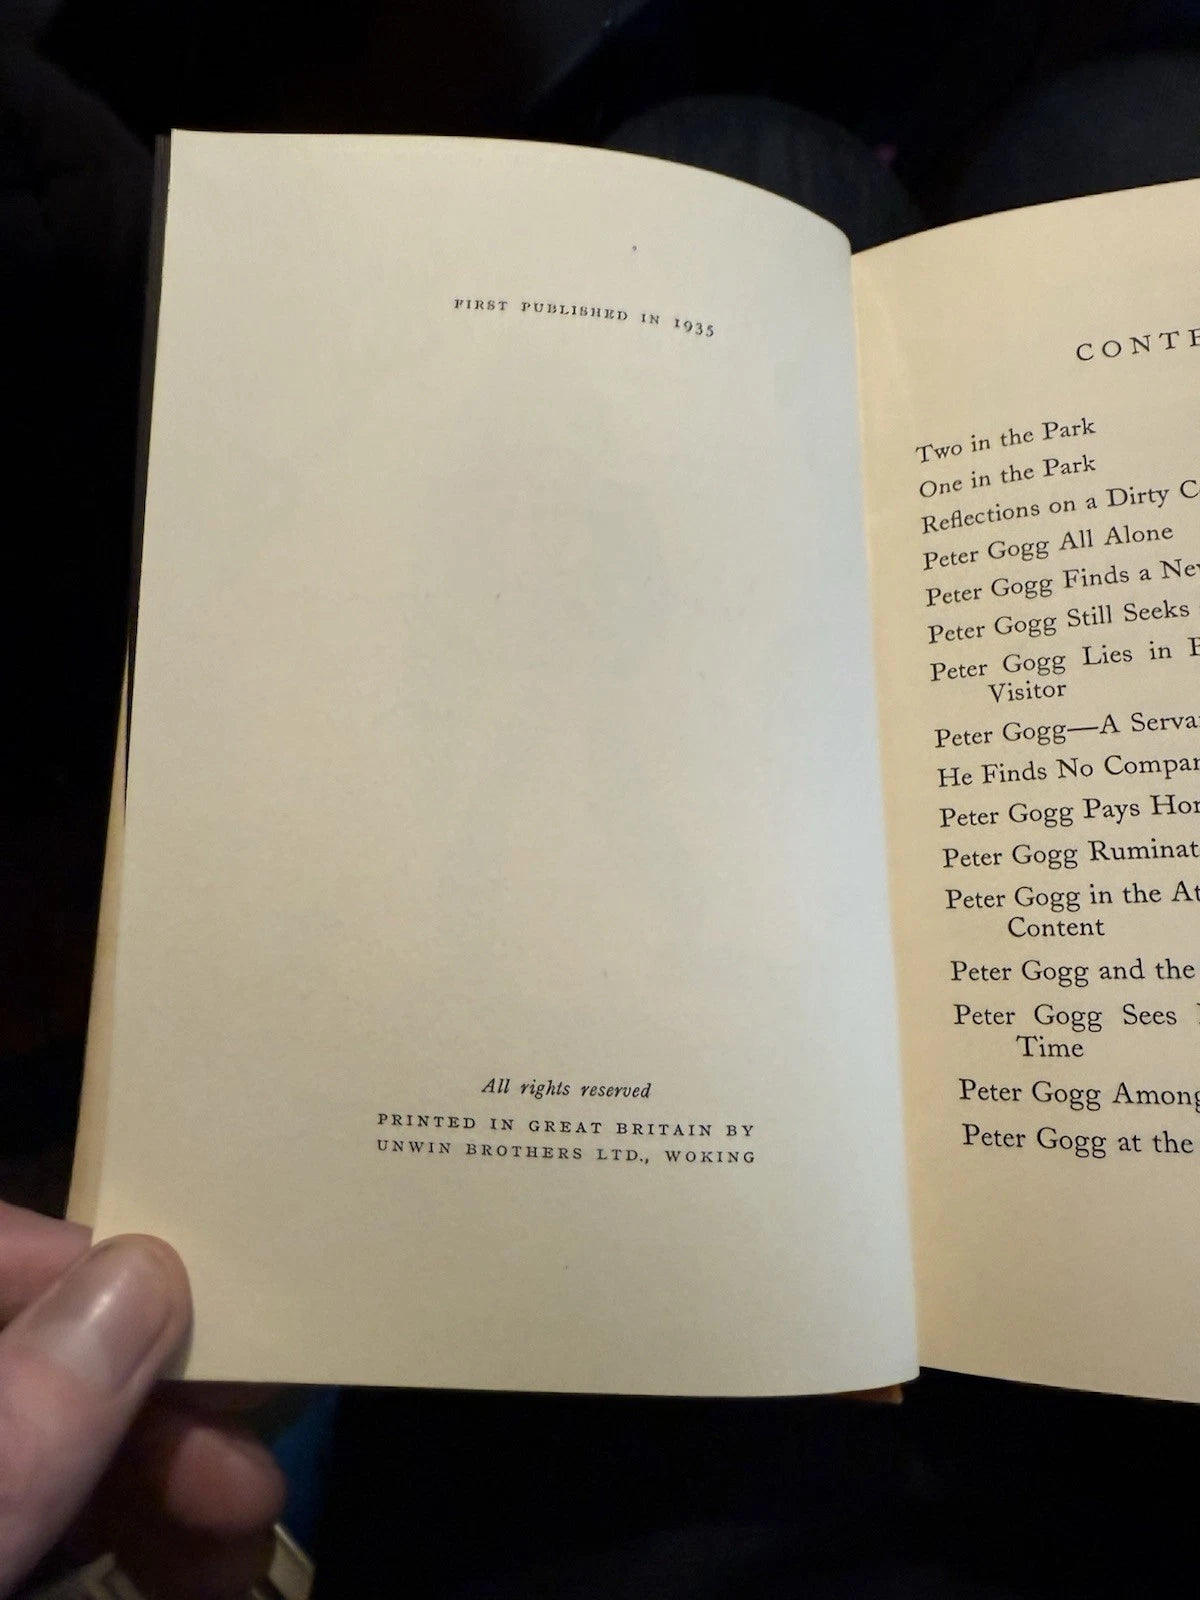 FIRST PUBLISHED IN 1935
All rights reserved
PRINTED IN GREAT BRITAIN BY
UNWIN BROTHERS LTD., WOKING
CONTE
Two in the Park
One in the Park
Reflections on a Dirty C
Peter Gogg All Alone
Peter Gogg Finds a Ne
Peter Gogg Still Seeks
Peter Gogg Lies in B
Visitor
Peter Gogg—A Serva
He Finds No Compan
Peter Gogg Pays Ho
Peter Gogg Ruminat
Peter Gogg in the At
Content
Peter Gogg and the
Peter Gogg Sees
Time
Peter Gogg Among
Peter Gogg at the